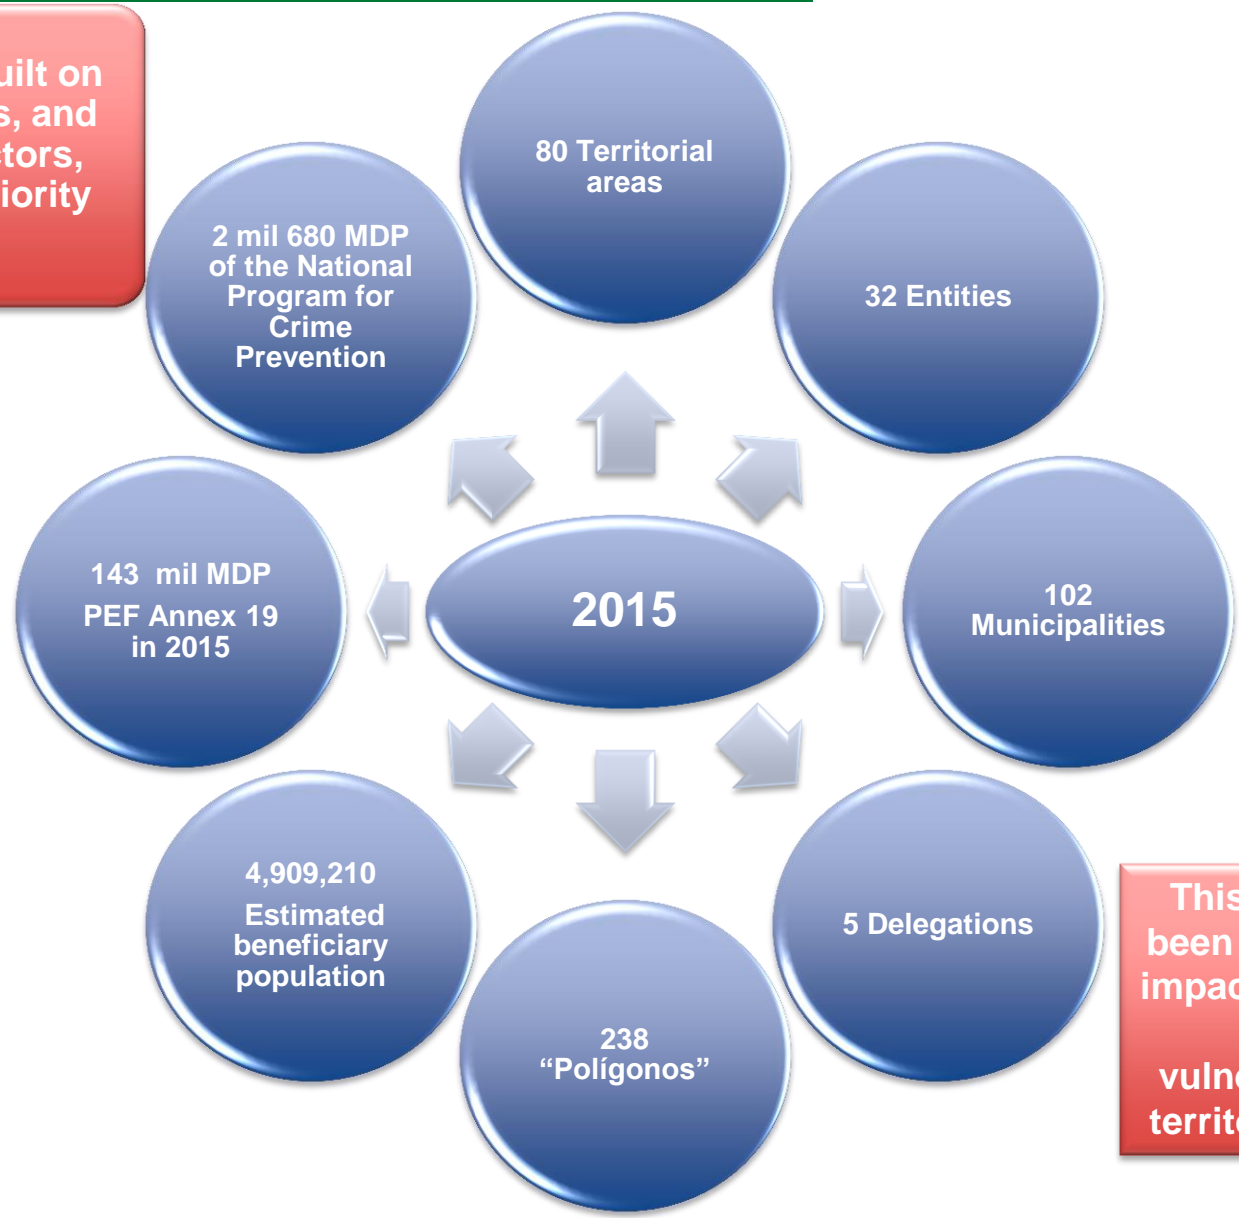 uilt on
s, and
ctors,
iority
80 Territorial
areas
2 mil 680 MDP
of the National
Program for
Crime
Prevention
32 Entities
143 mil MDP
PEF Annex 19
in 2015
2015
102
Municipalities
4,909,210
Estimated
beneficiary
population
5 Delegations
238
“Polígonos”
This
been
impac
vulne
territo